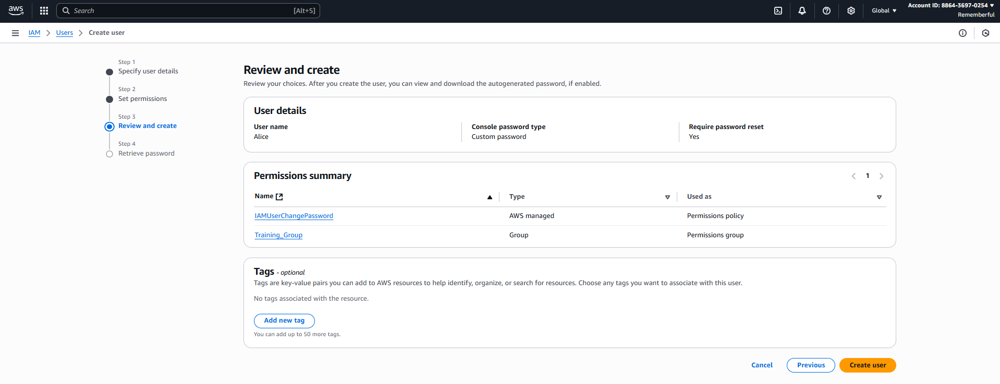 aws
Search [Alt+S]
Global
Account ID: 8864-3697-0254
Rememberful
IAM
Users
Create user
Step 1
Specify user details
Step 2
Set permissions
Step 3
Review and create
Step 4
Retrieve password
Review and create
Review your choices. After you create the user, you can view and download the autogenerated password, if enabled.
User details
User name
Alice
Console password type
Custom password
Require password reset
Yes
Permissions summary
1
Name Type Used as
IAMUserChangePassword AWS managed Permissions policy
Training_Group Group Permissions group
Tags - optional
Tags are key-value pairs you can add to AWS resources to help identify, organize, or search for resources. Choose any tags you want to associate with this user.
No tags associated with the resource.
Add new tag
You can add up to 50 more tags.
Cancel Previous Create user